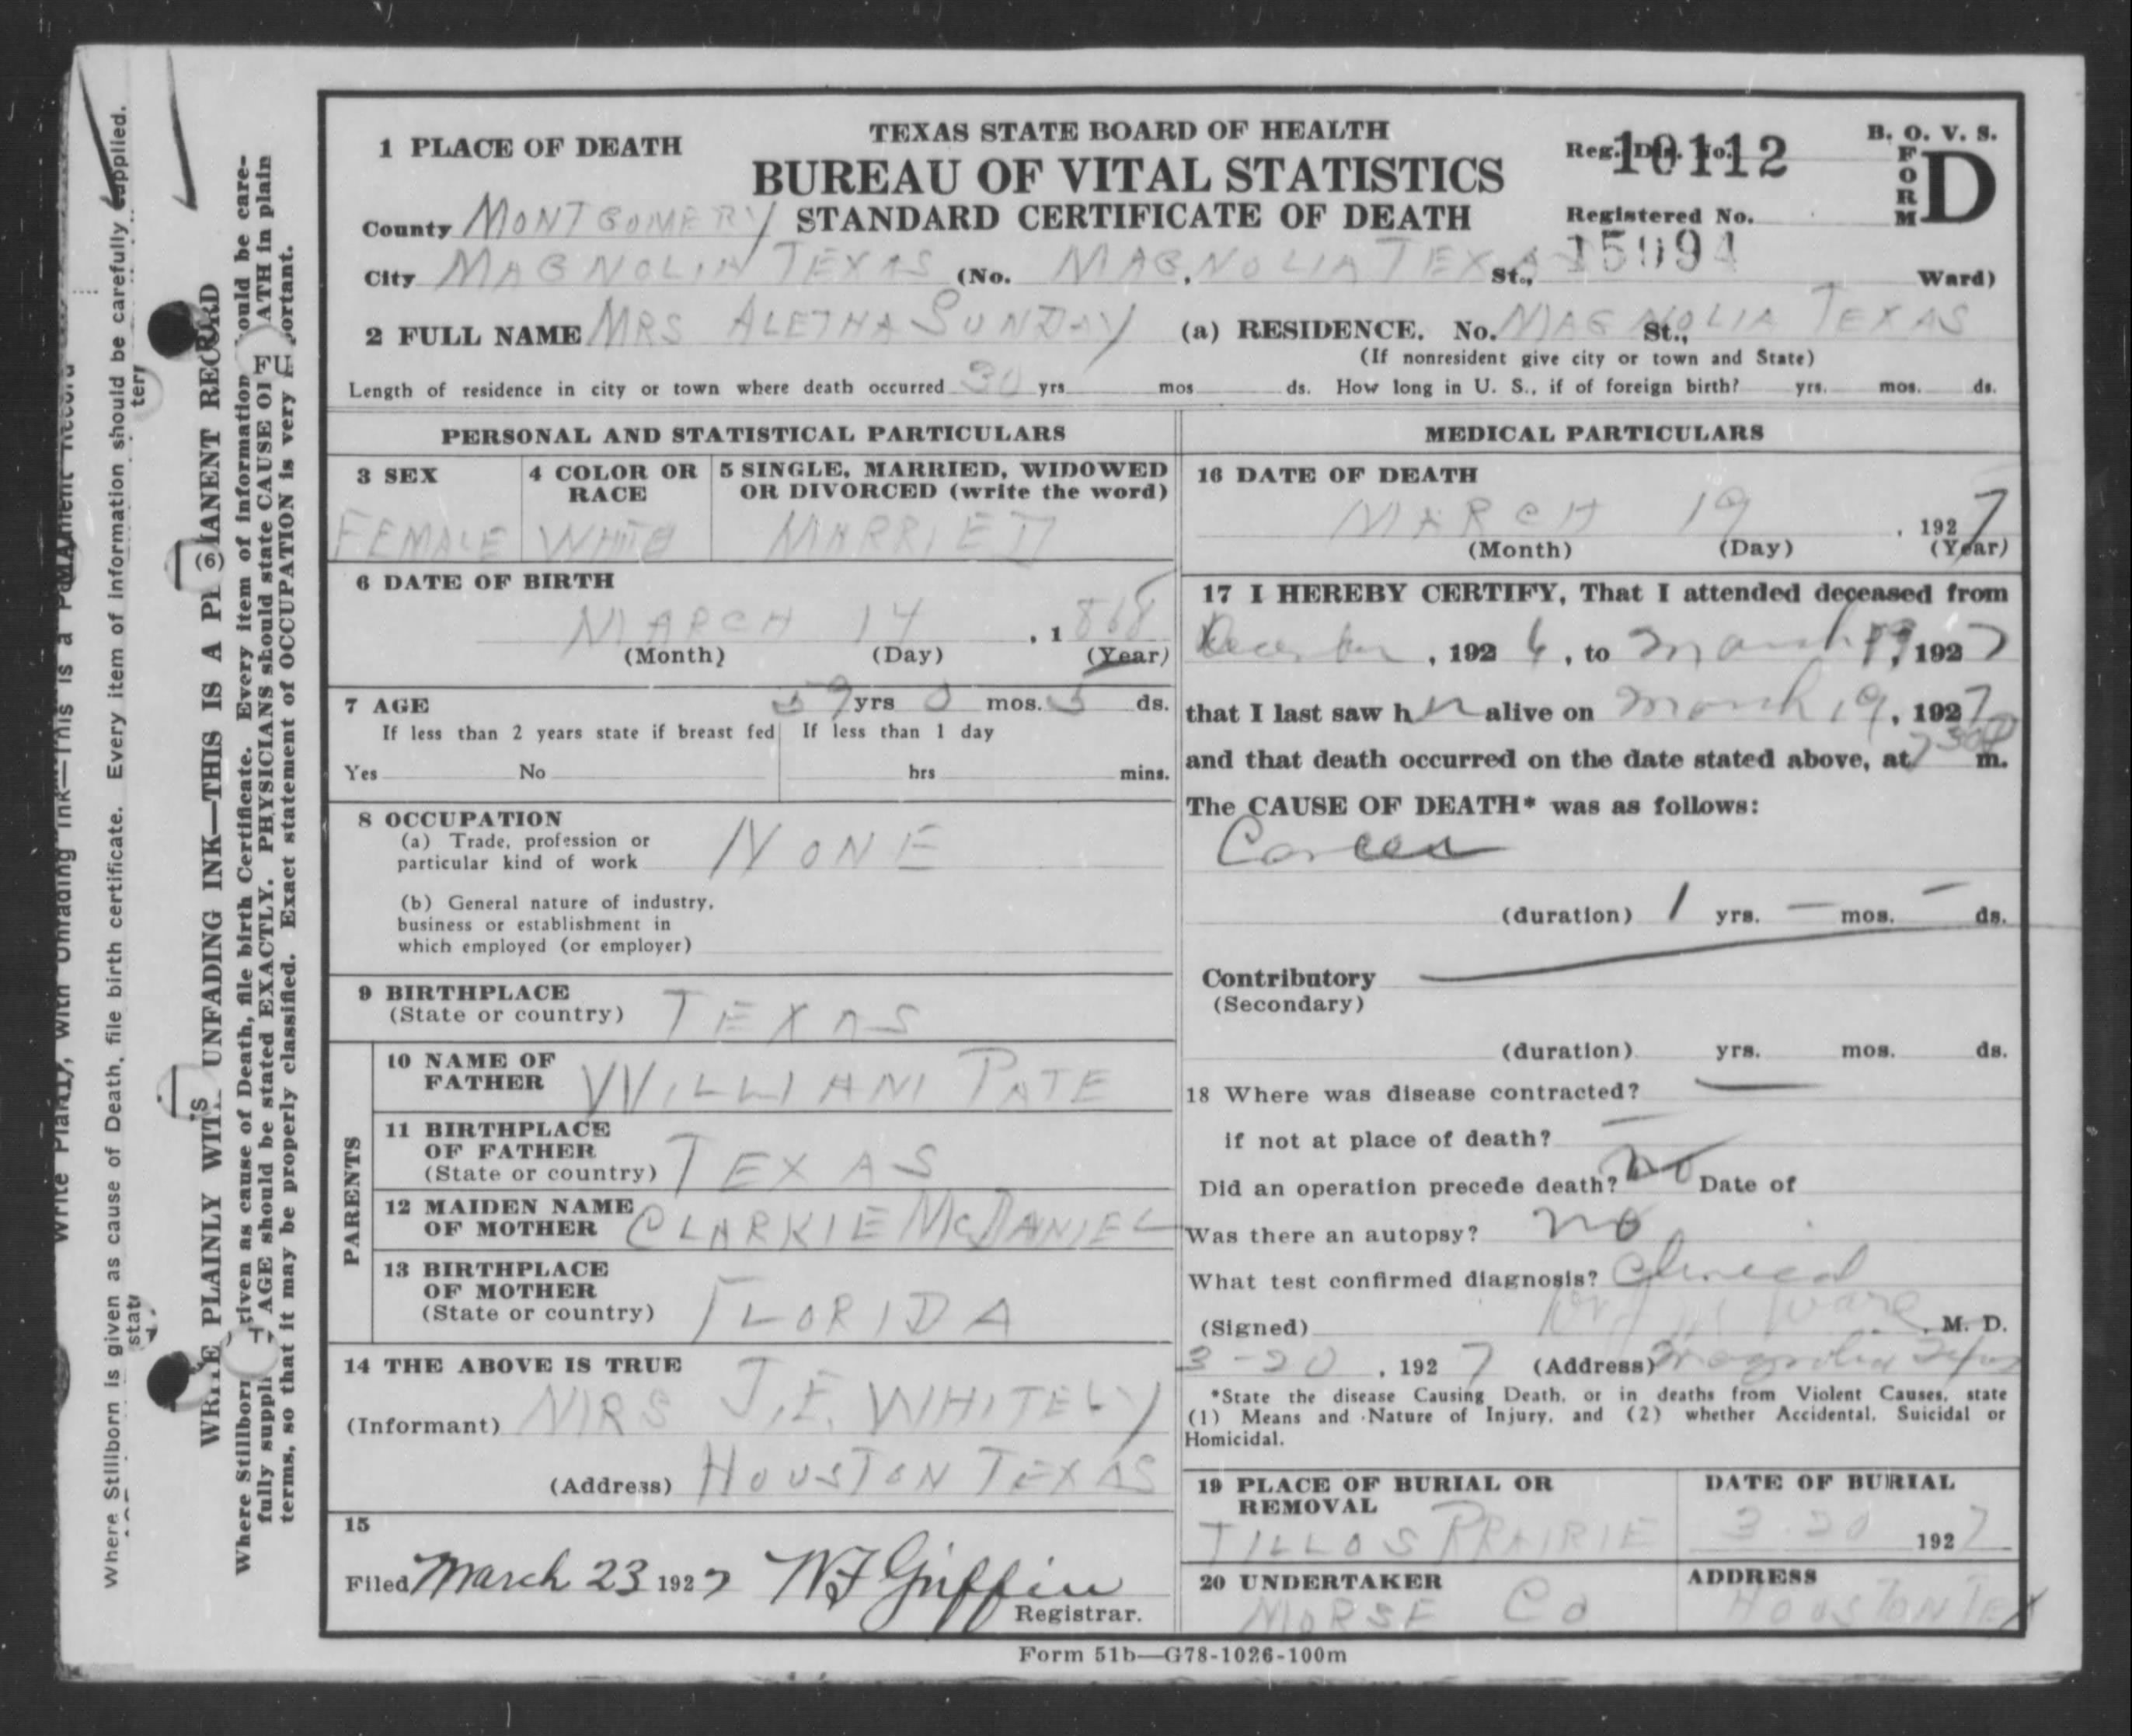 TEXAS STATE BOARD OF HEALTH
BUREAU OF VITAL STATISTICS
STANDARD CERTIFICATE OF DEATH
Reg. Dis. No. 10112
Registered No.
B. O. V. S.
FORM D
1 PLACE OF DEATH
County MONTGOMERY
City MAGNOLIA TEXAS (No. MAGNOLIA TEXAS St., Ward)
2 FULL NAME MRS ALETHA SUNDAY (a) RESIDENCE. No. MAGNOLIA St., TEXAS
(If nonresident give city or town and State)
Length of residence in city or town where death occurred 30 yrs mos ds. How long in U. S., if of foreign birth? yrs. mos. ds.
PERSONAL AND STATISTICAL PARTICULARS
3 SEX
FEMALE
4 COLOR OR RACE
WHITE
5 SINGLE, MARRIED, WIDOWED
OR DIVORCED (write the word)
MARRIED
6 DATE OF BIRTH
MARCH 14 , 1868
(Month) (Day) (Year)
7 AGE 59 yrs 0 mos. 5 ds.
If less than 2 years state if breast fed If less than 1 day
Yes No hrs mins.
8 OCCUPATION
(a) Trade, profession or
particular kind of work NONE
(b) General nature of industry,
business or establishment in
which employed (or employer)
9 BIRTHPLACE
(State or country) TEXAS
PARENTS
10 NAME OF
FATHER WILLIAM PATE
11 BIRTHPLACE
OF FATHER
(State or country) TEXAS
12 MAIDEN NAME
OF MOTHER CLARKIE McDANIEL
13 BIRTHPLACE
OF MOTHER
(State or country) FLORIDA
14 THE ABOVE IS TRUE
(Informant) MRS J.E. WHITELY
(Address) HOUSTON TEXAS
15
Filed March 23 1927 W F Griffin
Registrar.
MEDICAL PARTICULARS
16 DATE OF DEATH
MARCH 19 , 1927
(Month) (Day) (Year)
17 I HEREBY CERTIFY, That I attended deceased from
December , 1926, to March 19, 1927
that I last saw her alive on March 19, 1927
and that death occurred on the date stated above, at 730P m.
The CAUSE OF DEATH* was as follows:
Cancer
(duration) 1 yrs. — mos. — ds.
Contributory
(Secondary)
(duration) yrs. mos. ds.
18 Where was disease contracted? —
if not at place of death? —
Did an operation precede death? no Date of
Was there an autopsy? no
What test confirmed diagnosis? Clinical
(Signed) Ware , M. D.
3-20 , 1927 (Address) Magnolia Texas
*State the disease Causing Death, or in deaths from Violent Causes, state
(1) Means and Nature of Injury, and (2) whether Accidental, Suicidal or
Homicidal.
19 PLACE OF BURIAL OR
REMOVAL
TILLOS PRAIRIE
DATE OF BURIAL
3-20 1927
20 UNDERTAKER
MORSE Co
ADDRESS
HOUSTON TEX
Form 51b—G78-1026-100m
Where Stillborn is given as cause of Death, file birth certificate. Every item of information should be carefully supplied.
WRITE PLAINLY WITH UNFADING INK—THIS IS A PERMANENT RECORD
Where Stillborn given as cause of Death, file birth Certificate. Every item of information should be care-
fully supplied AGE should be stated EXACTLY. PHYSICIANS should state CAUSE OF DEATH in plain
terms, so that it may be properly classified. Exact statement of OCCUPATION is very important.